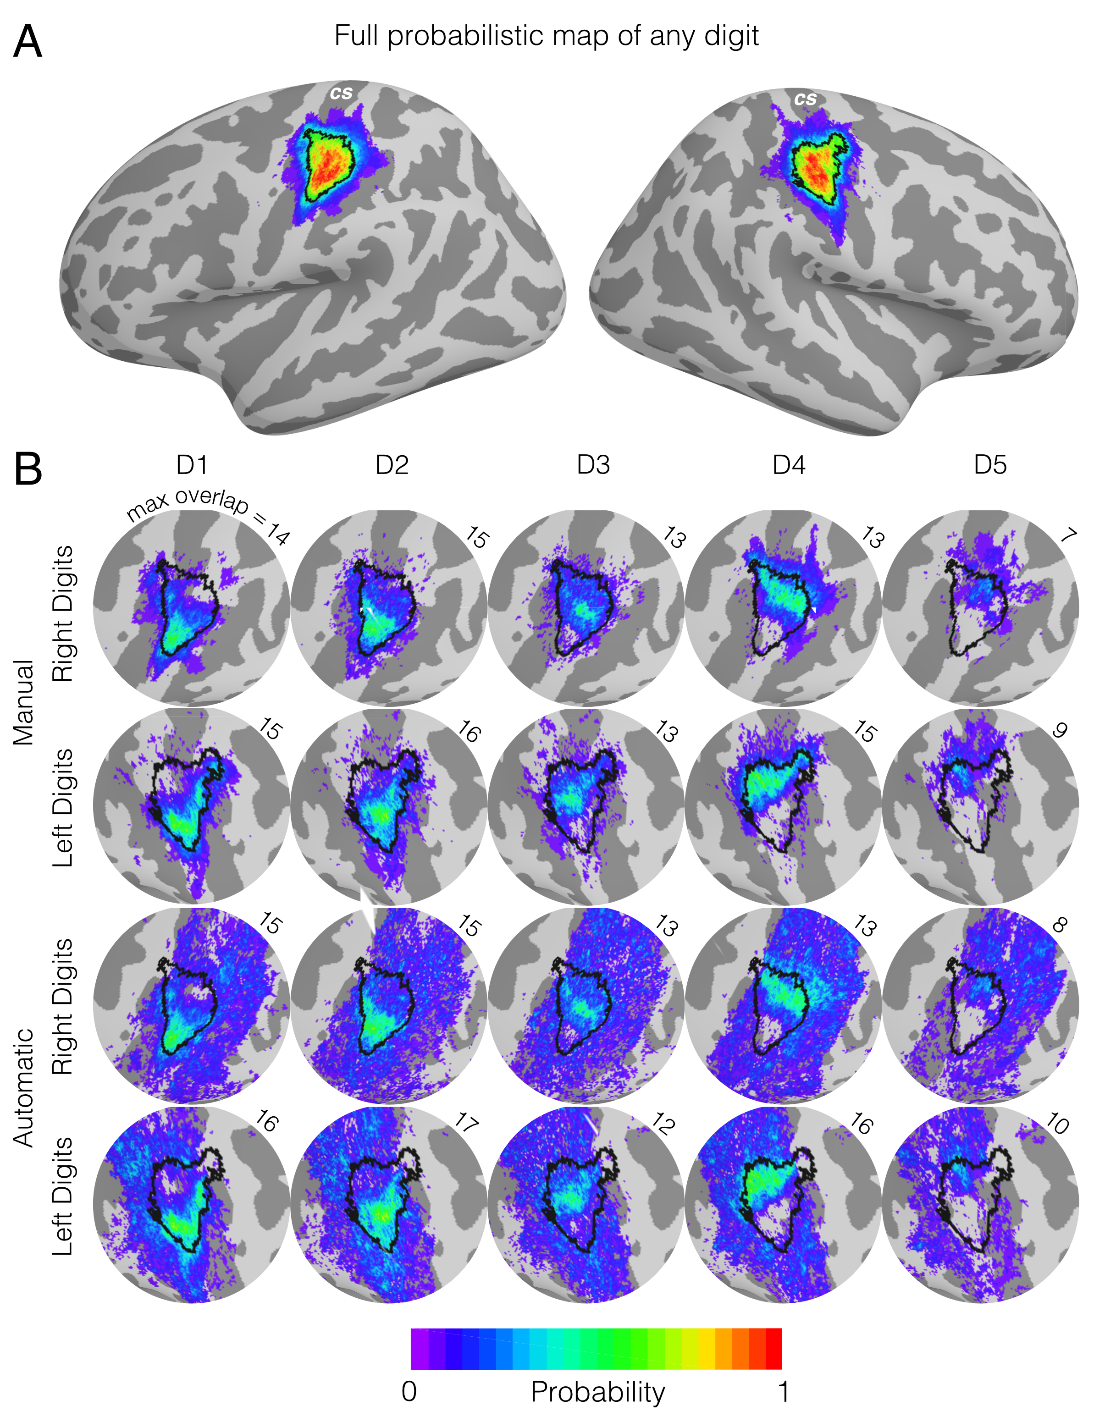 A
Full probabilistic map of any digit
cs
cs
B
D1
D2
D3
D4
D5
max overlap = 14
15
13
13
7
Manual
Right Digits
15
16
13
15
9
Left Digits
15
15
13
13
8
Automatic
Right Digits
16
17
12
16
10
Left Digits
0
Probability
1